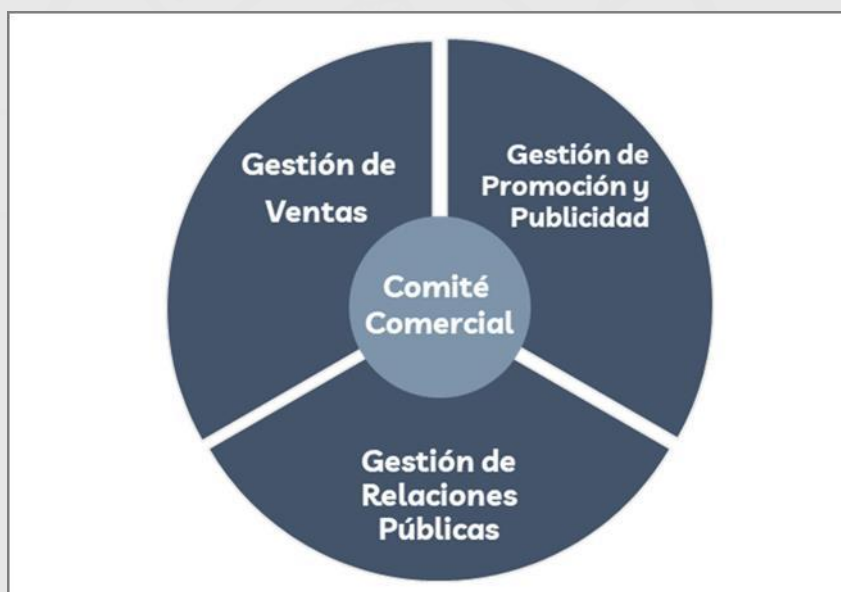 Gestión de
Ventas
Gestión de
Promoción y
Publicidad
Comité
Comercial
Gestión de
Relaciones
Públicas